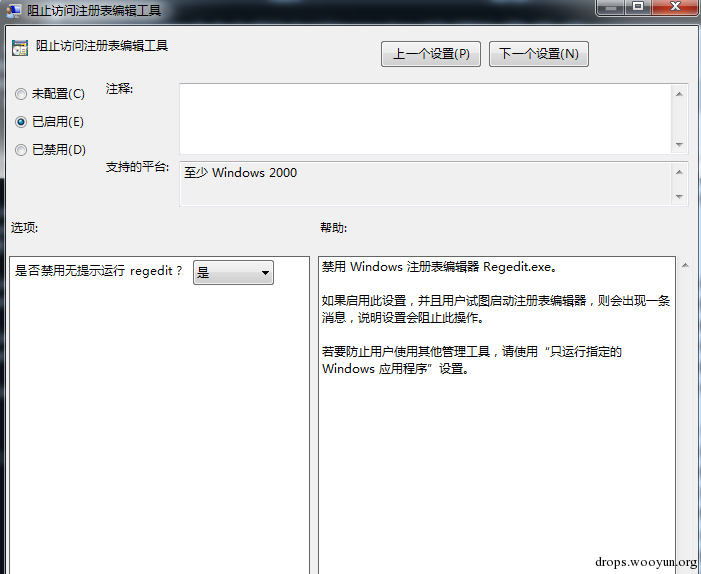 阻止访问注册表编辑工具
阻止访问注册表编辑工具
上一个设置(P)
下一个设置(N)
未配置(C)
注释:
已启用(E)
已禁用(D)
支持的平台:
至少 Windows 2000
选项:
帮助:
是否禁用无提示运行 regedit？
是
禁用 Windows 注册表编辑器 Regedit.exe。
如果启用此设置，并且用户试图启动注册表编辑器，则会出现一条
消息，说明设置会阻止此操作。
若要防止用户使用其他管理工具，请使用“只运行指定的
Windows 应用程序”设置。
drops.wooyun.org